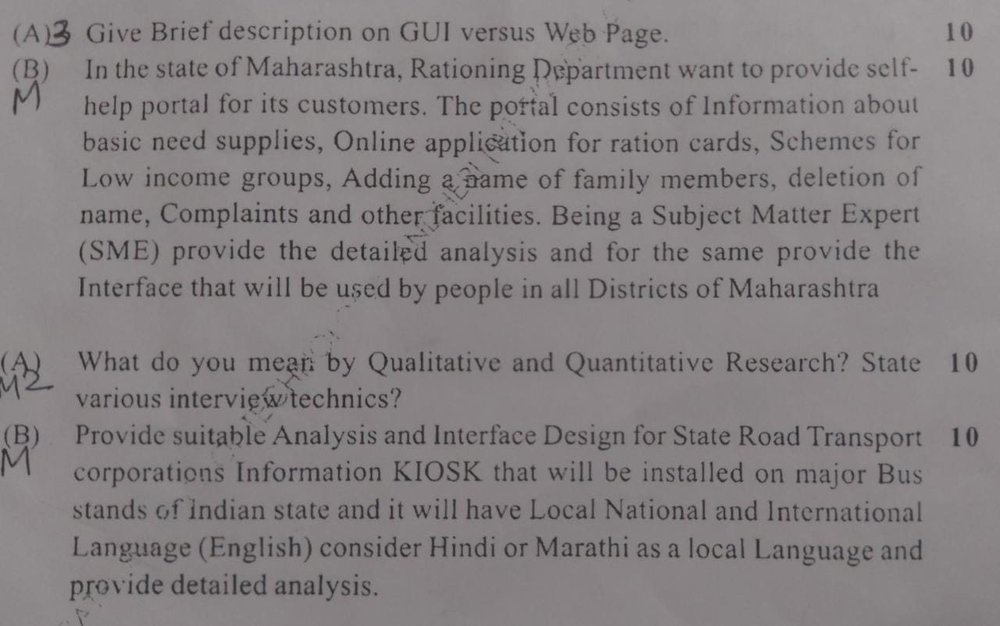 (A)3 Give Brief description on GUI versus Web Page. 10
(B) In the state of Maharashtra, Rationing Department want to provide self- 10
M help portal for its customers. The portal consists of Information about
basic need supplies, Online application for ration cards, Schemes for
Low income groups, Adding a name of family members, deletion of
name, Complaints and other facilities. Being a Subject Matter Expert
(SME) provide the detailed analysis and for the same provide the
Interface that will be used by people in all Districts of Maharashtra
(A) What do you mean by Qualitative and Quantitative Research? State 10
M2 various interview technics?
(B) Provide suitable Analysis and Interface Design for State Road Transport 10
M corporations Information KIOSK that will be installed on major Bus
stands of indian state and it will have Local National and International
Language (English) consider Hindi or Marathi as a local Language and
provide detailed analysis.